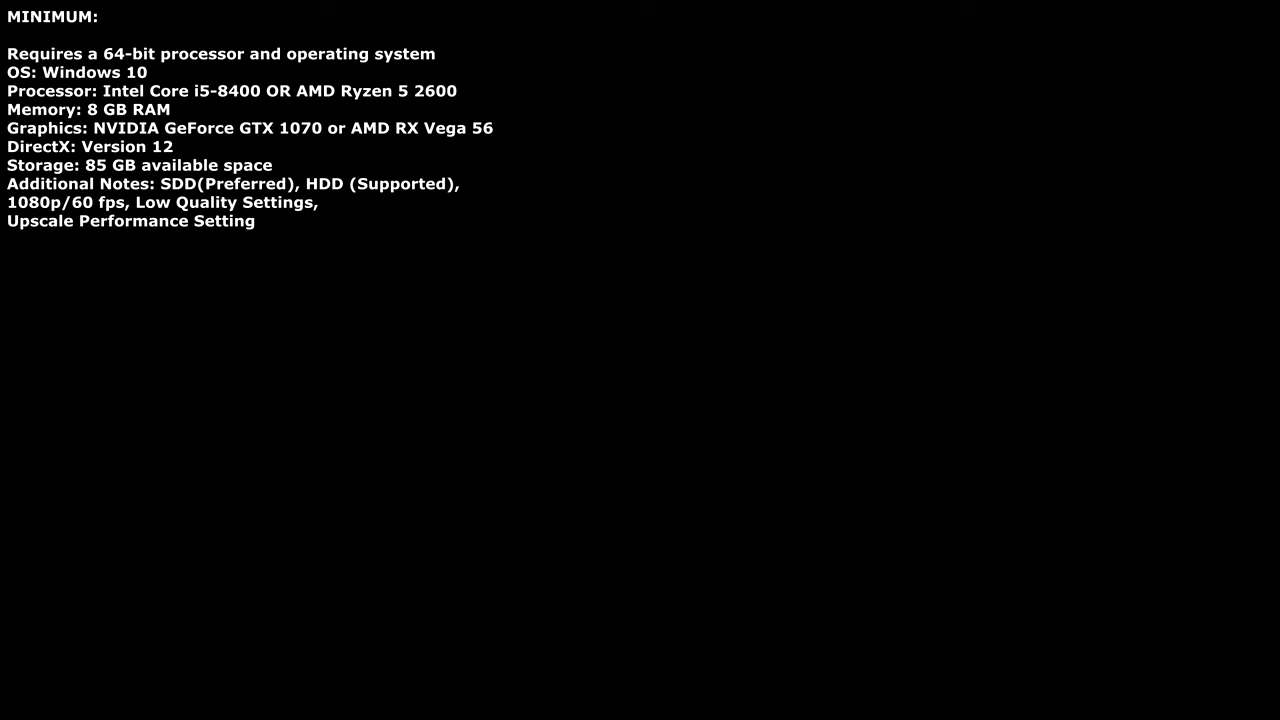 MINIMUM:
Requires a 64-bit processor and operating system
OS: Windows 10
Processor: Intel Core i5-8400 OR AMD Ryzen 5 2600
Memory: 8 GB RAM
Graphics: NVIDIA GeForce GTX 1070 or AMD RX Vega 56
DirectX: Version 12
Storage: 85 GB available space
Additional Notes: SDD(Preferred), HDD (Supported),
1080p/60 fps, Low Quality Settings,
Upscale Performance Setting